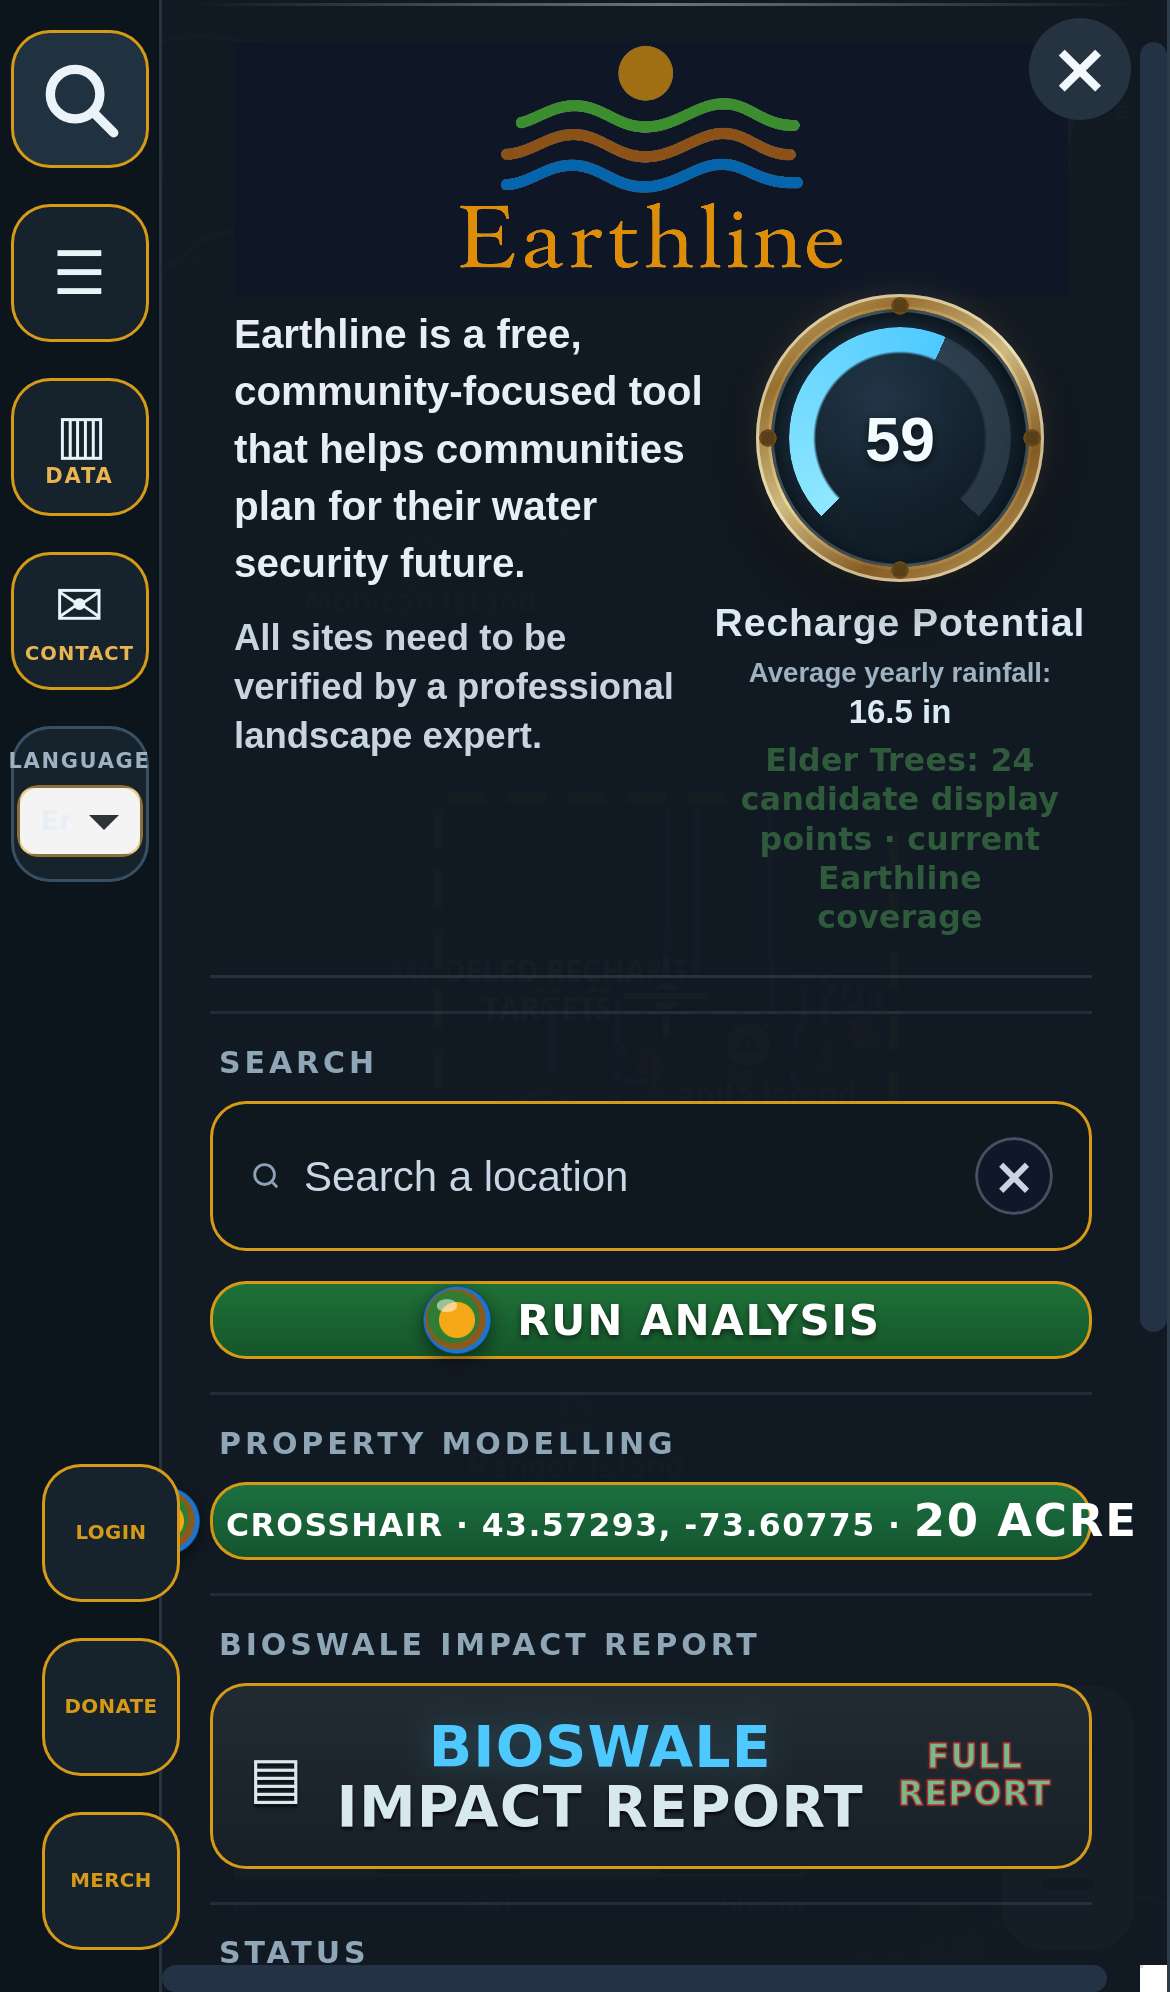 Earthline
Earthline is a free,
community-focused tool
that helps communities
plan for their water
security future.
All sites need to be
verified by a professional
landscape expert.
59
Recharge Potential
Average yearly rainfall:
16.5 in
Elder Trees: 24
candidate display
points · current
Earthline
coverage
DATA
CONTACT
LANGUAGE
SEARCH
Search a location
RUN ANALYSIS
PROPERTY MODELLING
CROSSHAIR · 43.57293, -73.60775 · 20 ACRE
LOGIN
BIOSWALE IMPACT REPORT
BIOSWALE
IMPACT REPORT
FULL
REPORT
DONATE
MERCH
STATUS